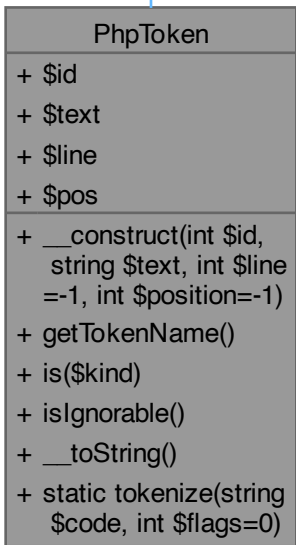 PhpToken
+ $id
+ $text
+ $line
+ $pos
+ __construct(int $id,
string $text, int $line
=-1, int $position=-1)
+ getTokenName()
+ is($kind)
+ isIgnorable()
+ __toString()
+ static tokenize(string
$code, int $flags=0)